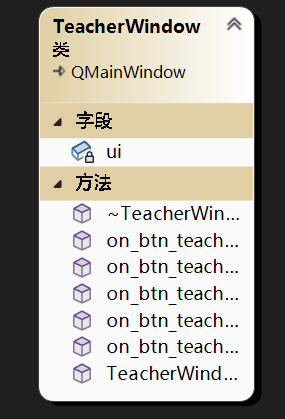 TeacherWindow
类
QMainWindow
字段
ui
方法
~TeacherWin...
on_btn_teach...
on_btn_teach...
on_btn_teach...
on_btn_teach...
on_btn_teach...
TeacherWind...